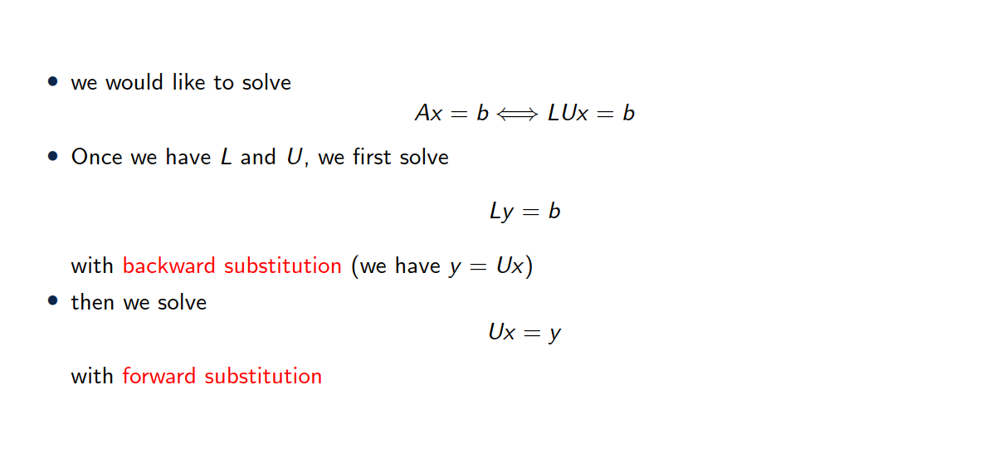 • we would like to solve
Ax = b ⟺ LUx = b
• Once we have L and U, we first solve
Ly = b
with backward substitution (we have y = Ux)
• then we solve
Ux = y
with forward substitution